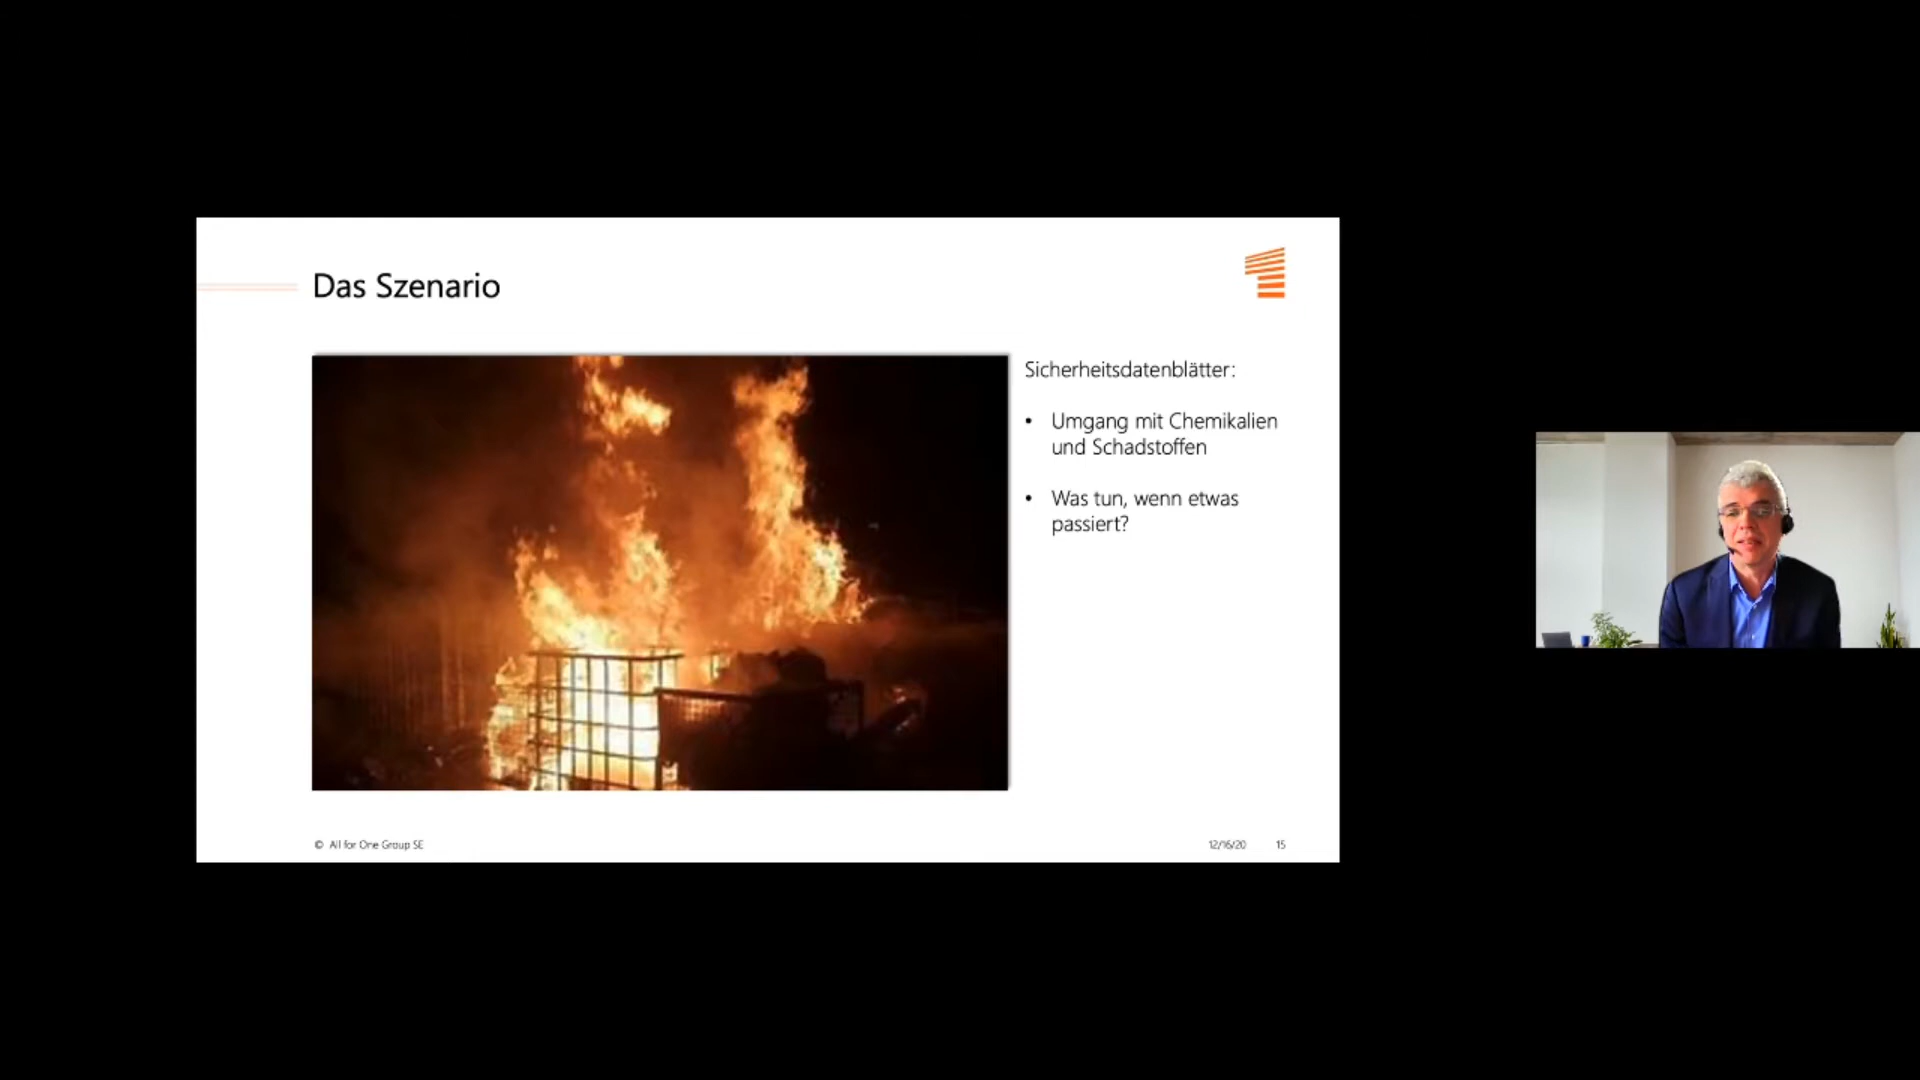 Das Szenario
Sicherheitsdatenblätter:
• Umgang mit Chemikalien
und Schadstoffen
• Was tun, wenn etwas
passiert?
© All for One Group SE
12/16/20 15